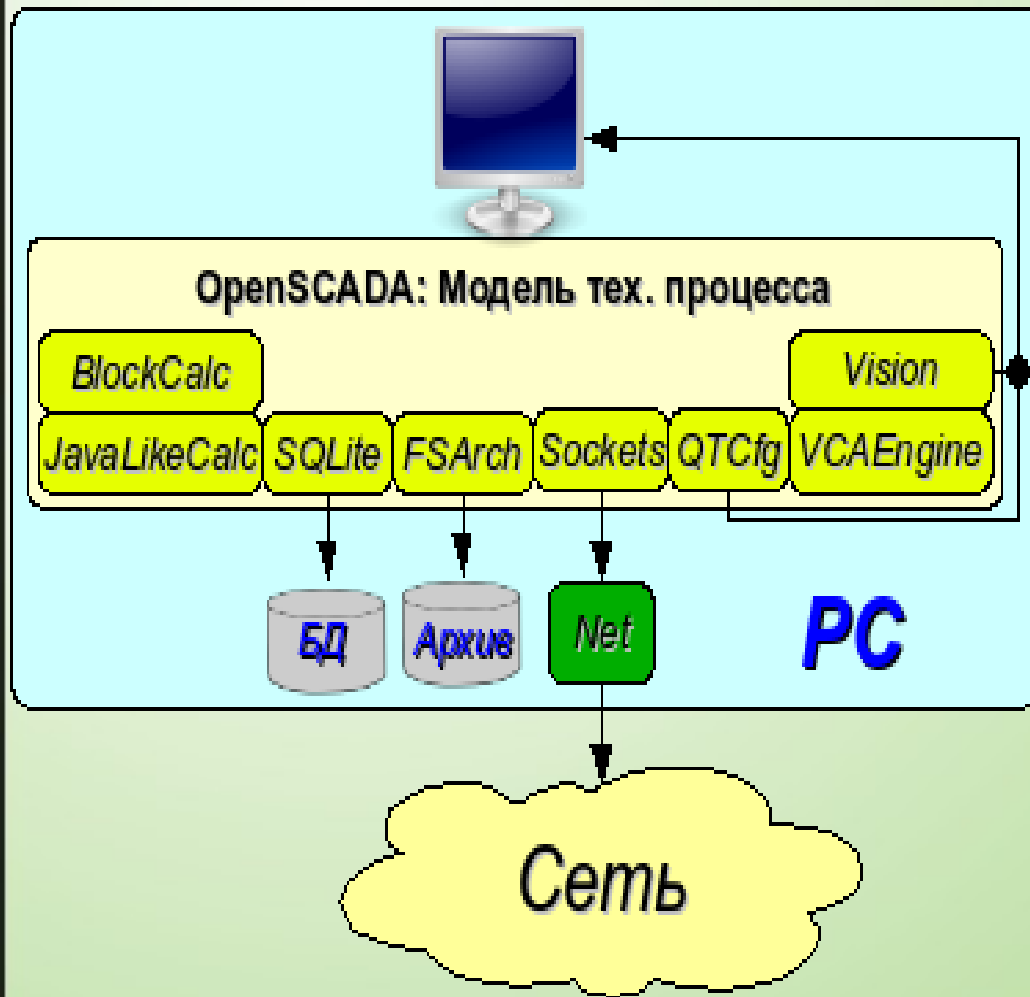 OpenSCADA: Модель тех. процесса
BlockCalc
Vision
JavaLikeCalc
SQLite
FSArch
Sockets
QTCfg
VCAEngine
БД
Архив
Net
PC
Сеть